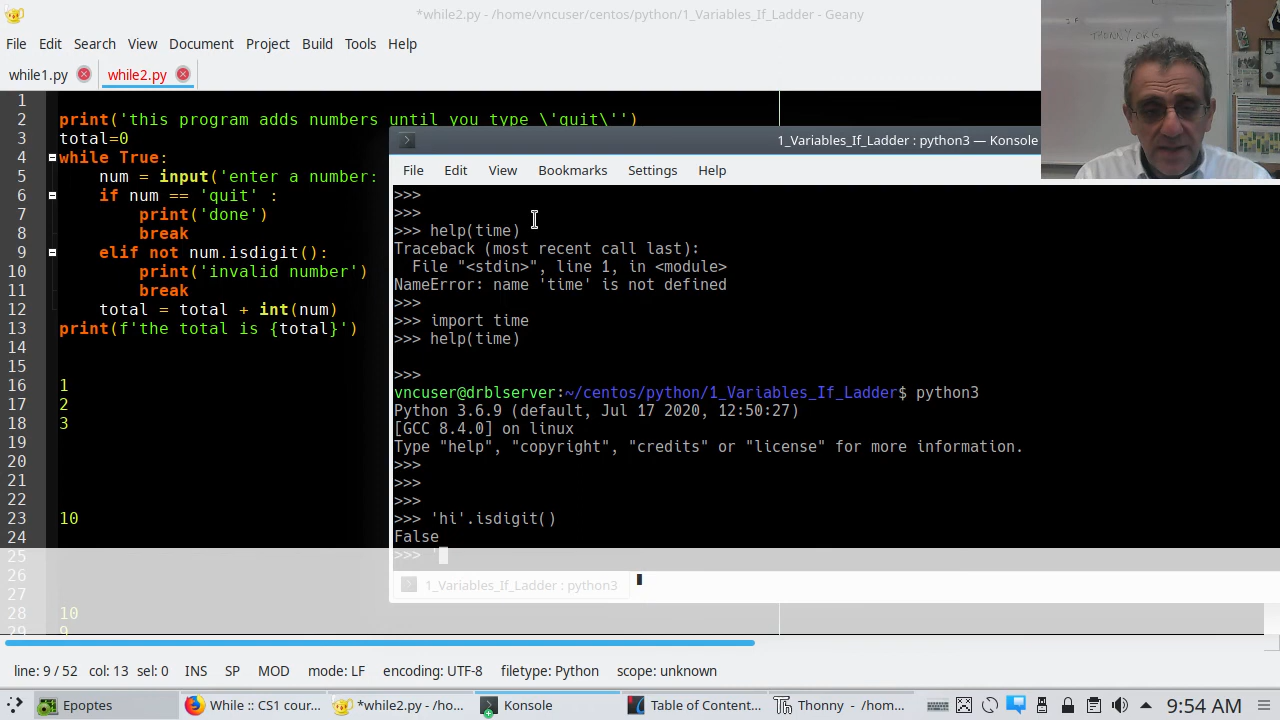 *while2.py - /home/vncuser/centos/python/1_Variables_If_Ladder - Geany
File Edit Search View Document Project Build Tools Help
while1.py while2.py
THONNY.ORG
1
2 print('this program adds numbers until you type \'quit\'')
3 total=0
4 while True:
5 num = input('enter a number:
6 if num == 'quit' :
7 print('done')
8 break
9 elif not num.isdigit():
10 print('invalid number')
11 break
12 total = total + int(num)
13 print(f'the total is {total}')
14
15
16 1
17 2
18 3
19
20
21
22
23 10
24
25
26
27
28 10
29 9
1_Variables_If_Ladder : python3 — Konsole
File Edit View Bookmarks Settings Help
>>>
>>>
>>> help(time)
Traceback (most recent call last):
File "<stdin>", line 1, in <module>
NameError: name 'time' is not defined
>>>
>>> import time
>>> help(time)
>>>
vncuser@drblserver:~/centos/python/1_Variables_If_Ladder$ python3
Python 3.6.9 (default, Jul 17 2020, 12:50:27)
[GCC 8.4.0] on linux
Type "help", "copyright", "credits" or "license" for more information.
>>>
>>>
>>>
>>> 'hi'.isdigit()
False
>>> '
1_Variables_If_Ladder : python3
line: 9 / 52 col: 13 sel: 0 INS SP MOD mode: LF encoding: UTF-8 filetype: Python scope: unknown
Epoptes While :: CS1 cour... *while2.py - /ho... Konsole Table of Content... Thonny - /hom... 9:54 AM